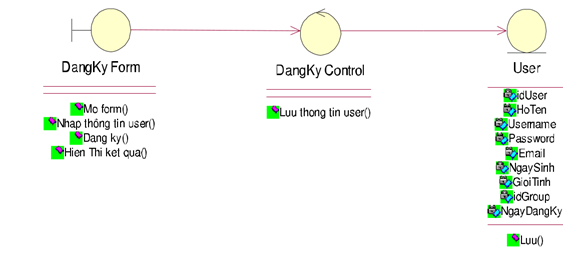 DangKy Form
Mo form()
Nhap thông tin user()
Dang ky()
Hien Thi ket qua()
DangKy Control
Luu thong tin user()
User
idUser
HoTen
Username
Password
Email
NgaySinh
GioiTinh
idGroup
NgayDangKy
Luu()